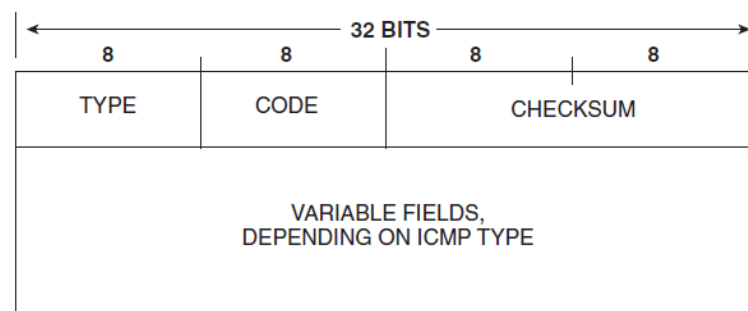 32 BITS
8 8 8 8
TYPE CODE CHECKSUM
VARIABLE FIELDS,
DEPENDING ON ICMP TYPE